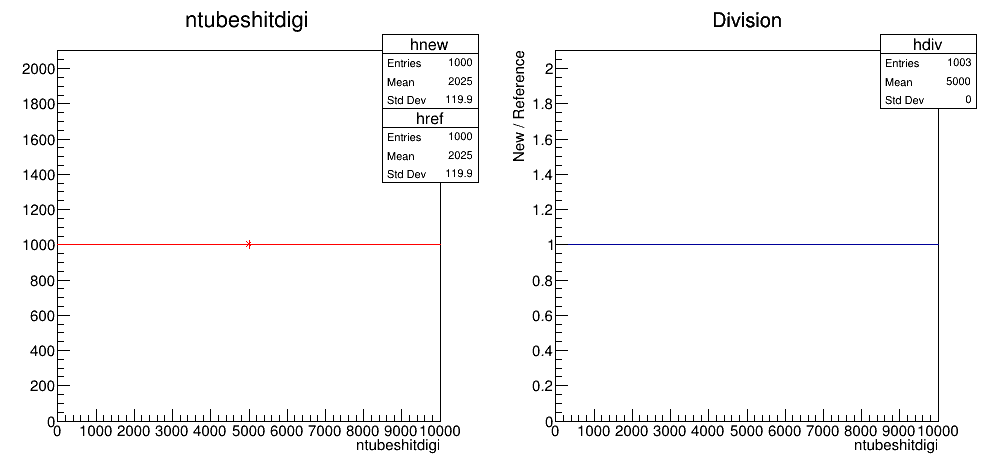 ntubeshitdigi
hnew
Entries 1000
Mean 2025
Std Dev 119.9
href
Entries 1000
Mean 2025
Std Dev 119.9
2000
1800
1600
1400
1200
1000
800
600
400
200
0
0 1000 2000 3000 4000 5000 6000 7000 8000 9000 10000
ntubeshitdigi
Division
hdiv
Entries 1003
Mean 5000
Std Dev 0
New / Reference
2
1.8
1.6
1.4
1.2
1
0.8
0.6
0.4
0.2
0
0 1000 2000 3000 4000 5000 6000 7000 8000 9000 10000
ntubeshitdigi